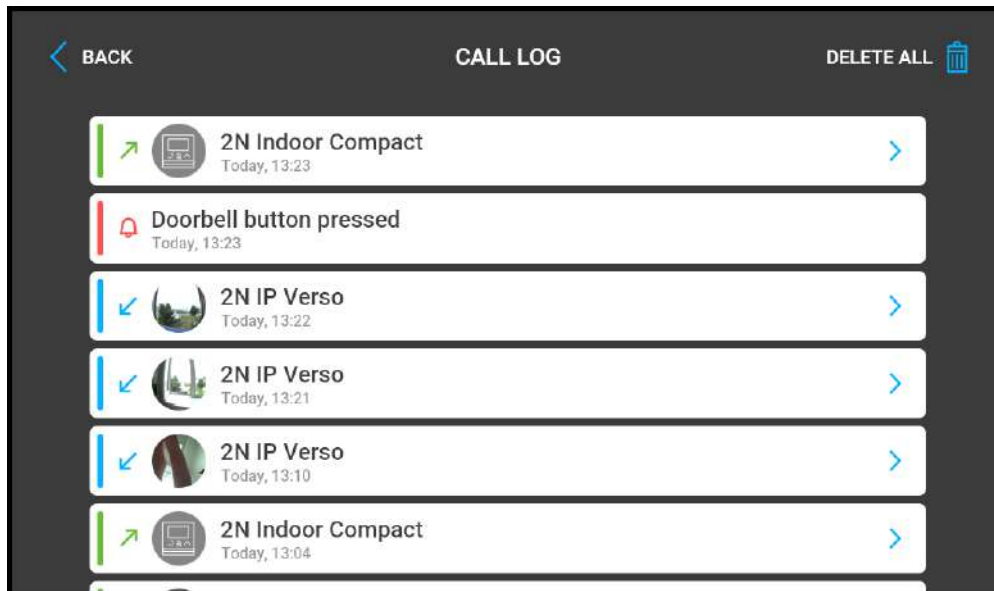 BACK
CALL LOG
DELETE ALL
2N Indoor Compact
Today, 13:23
Doorbell button pressed
Today, 13:23
2N IP Verso
Today, 13:22
2N IP Verso
Today, 13:21
2N IP Verso
Today, 13:10
2N Indoor Compact
Today, 13:04